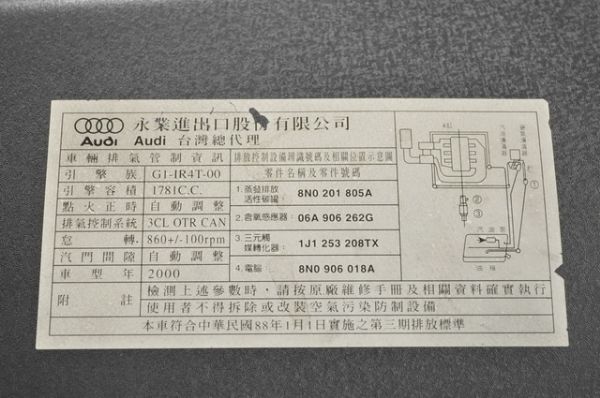 永業進出口股份有限公司
Audi Audi 台灣總代理
車輛排氣管制資訊
引擎族 G1-IR4T-00
引擎容積 1781C.C.
點火正時 自動調整
排氣控制系統 3CL OTR CAN
怠轉 860+/-100rpm
汽門間隙 自動調整
車型年 2000
排放控制設備理識號碼及相關位置示意圖
零件名稱及零件號碼
1.蒸發排放活性碳罐: 8N0 201 805A
2.含氧感應器: 06A 906 262G
3.三元觸媒轉化器: 1J1 253 208TX
4.電腦: 8N0 906 018A
附註
檢測上述參數時,請按原廠維修手冊及相關資料確實執行
使用者不得拆除或改裝空氣污染防制設備
本車符合中華民國88年1月1日實施之第三期排放標準
①
②
③
油箱